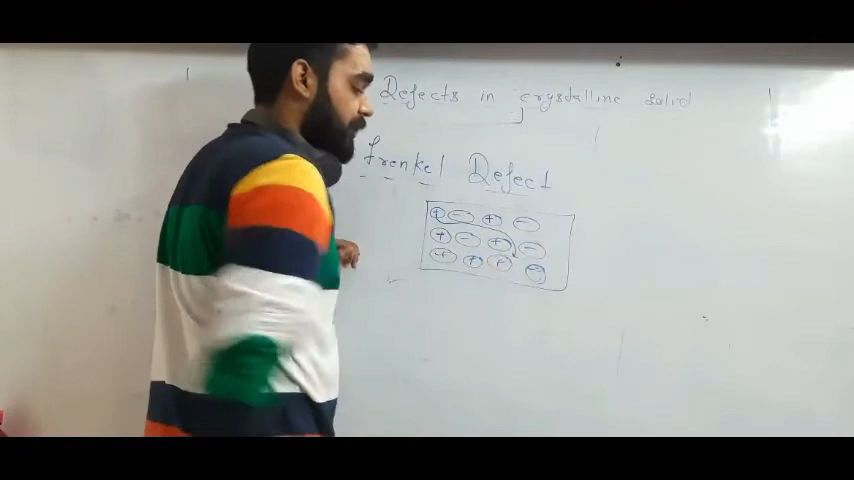 Defects in crystalline solid
Frenkel Defect
+ - + -
+ - + -
+ + + -